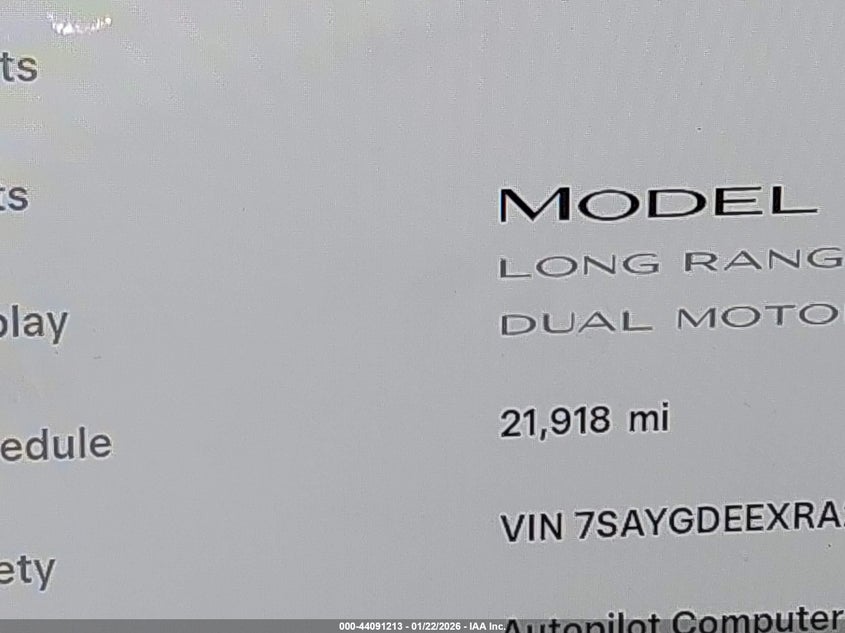 ts
ts
play
edule
ety
MODEL
LONG RANG
DUAL MOTO
21,918 mi
VIN 7SAYGDEEXRA
Autopilot Computer
000-44091213 - 01/22/2026 - IAA Inc.